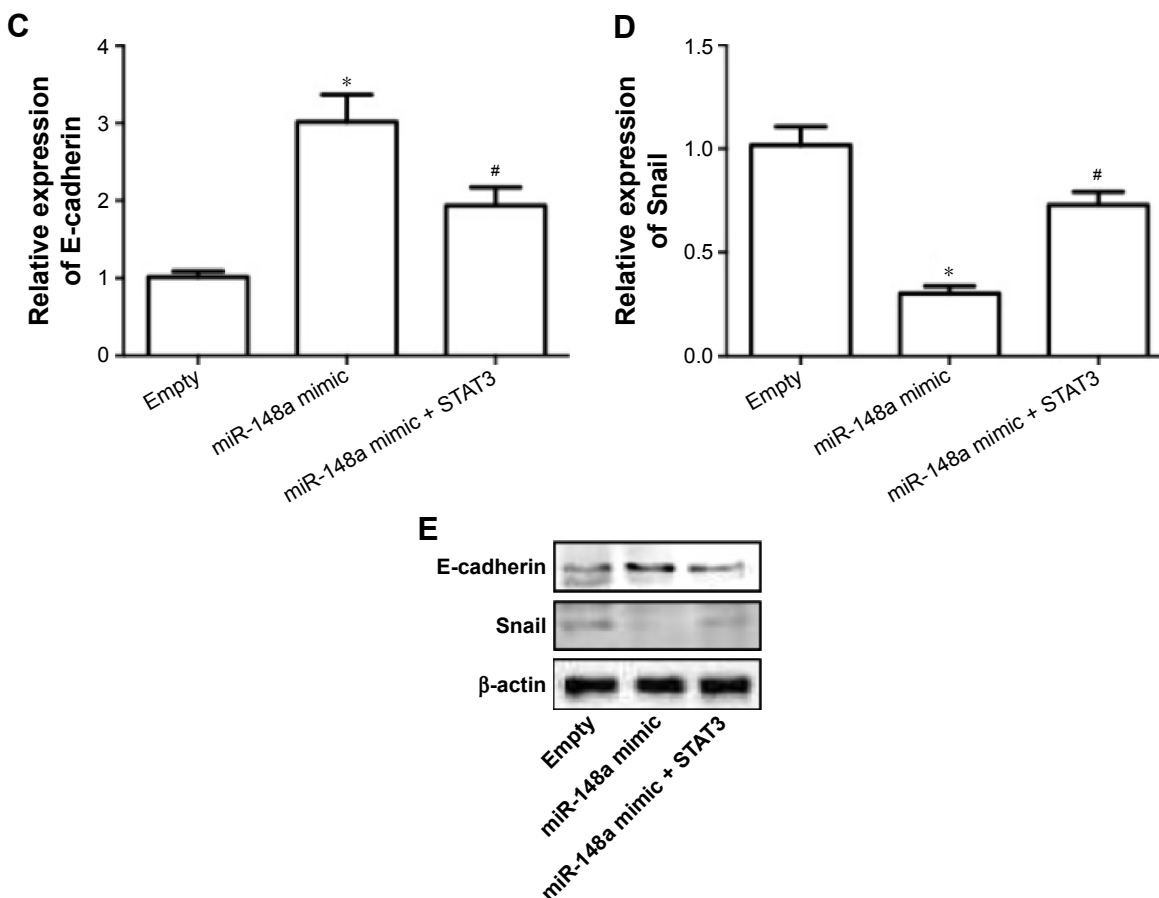 C
Relative expression
of E-cadherin
4
3
2
1
0
*
#
Empty
miR-148a mimic
miR-148a mimic + STAT3
D
Relative expression
of Snail
1.5
1.0
0.5
0.0
*
#
Empty
miR-148a mimic
miR-148a mimic + STAT3
E
E-cadherin
Snail
β-actin
Empty
miR-148a mimic
miR-148a mimic + STAT3